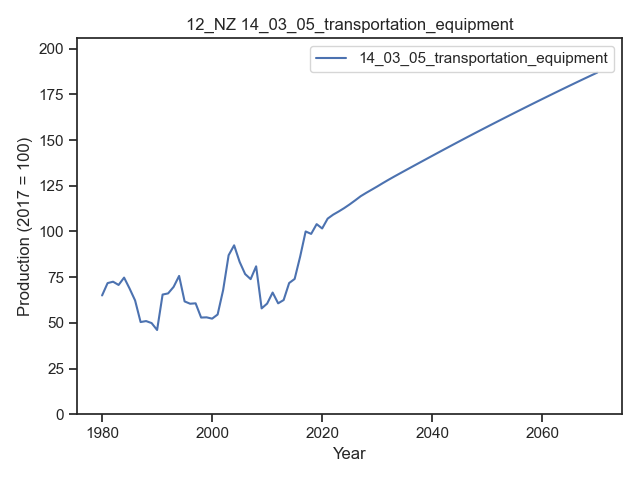 12_NZ 14_03_05_transportation_equipment
14_03_05_transportation_equipment
Production (2017 = 100)
200
175
150
125
100
75
50
25
0
1980 2000 2020 2040 2060
Year